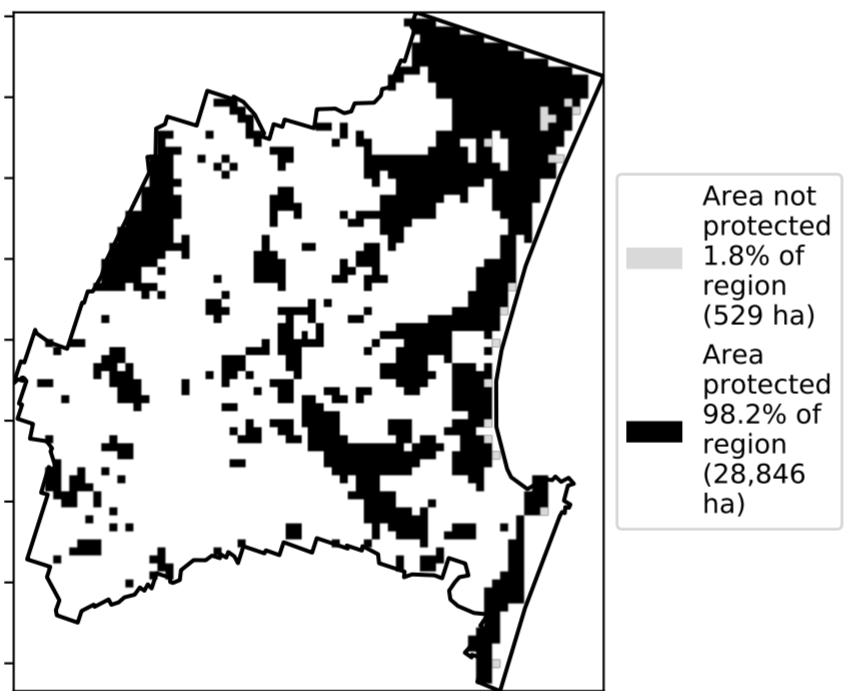 Area not
protected
1.8% of
region
(529 ha)
Area
protected
98.2% of
region
(28,846
ha)